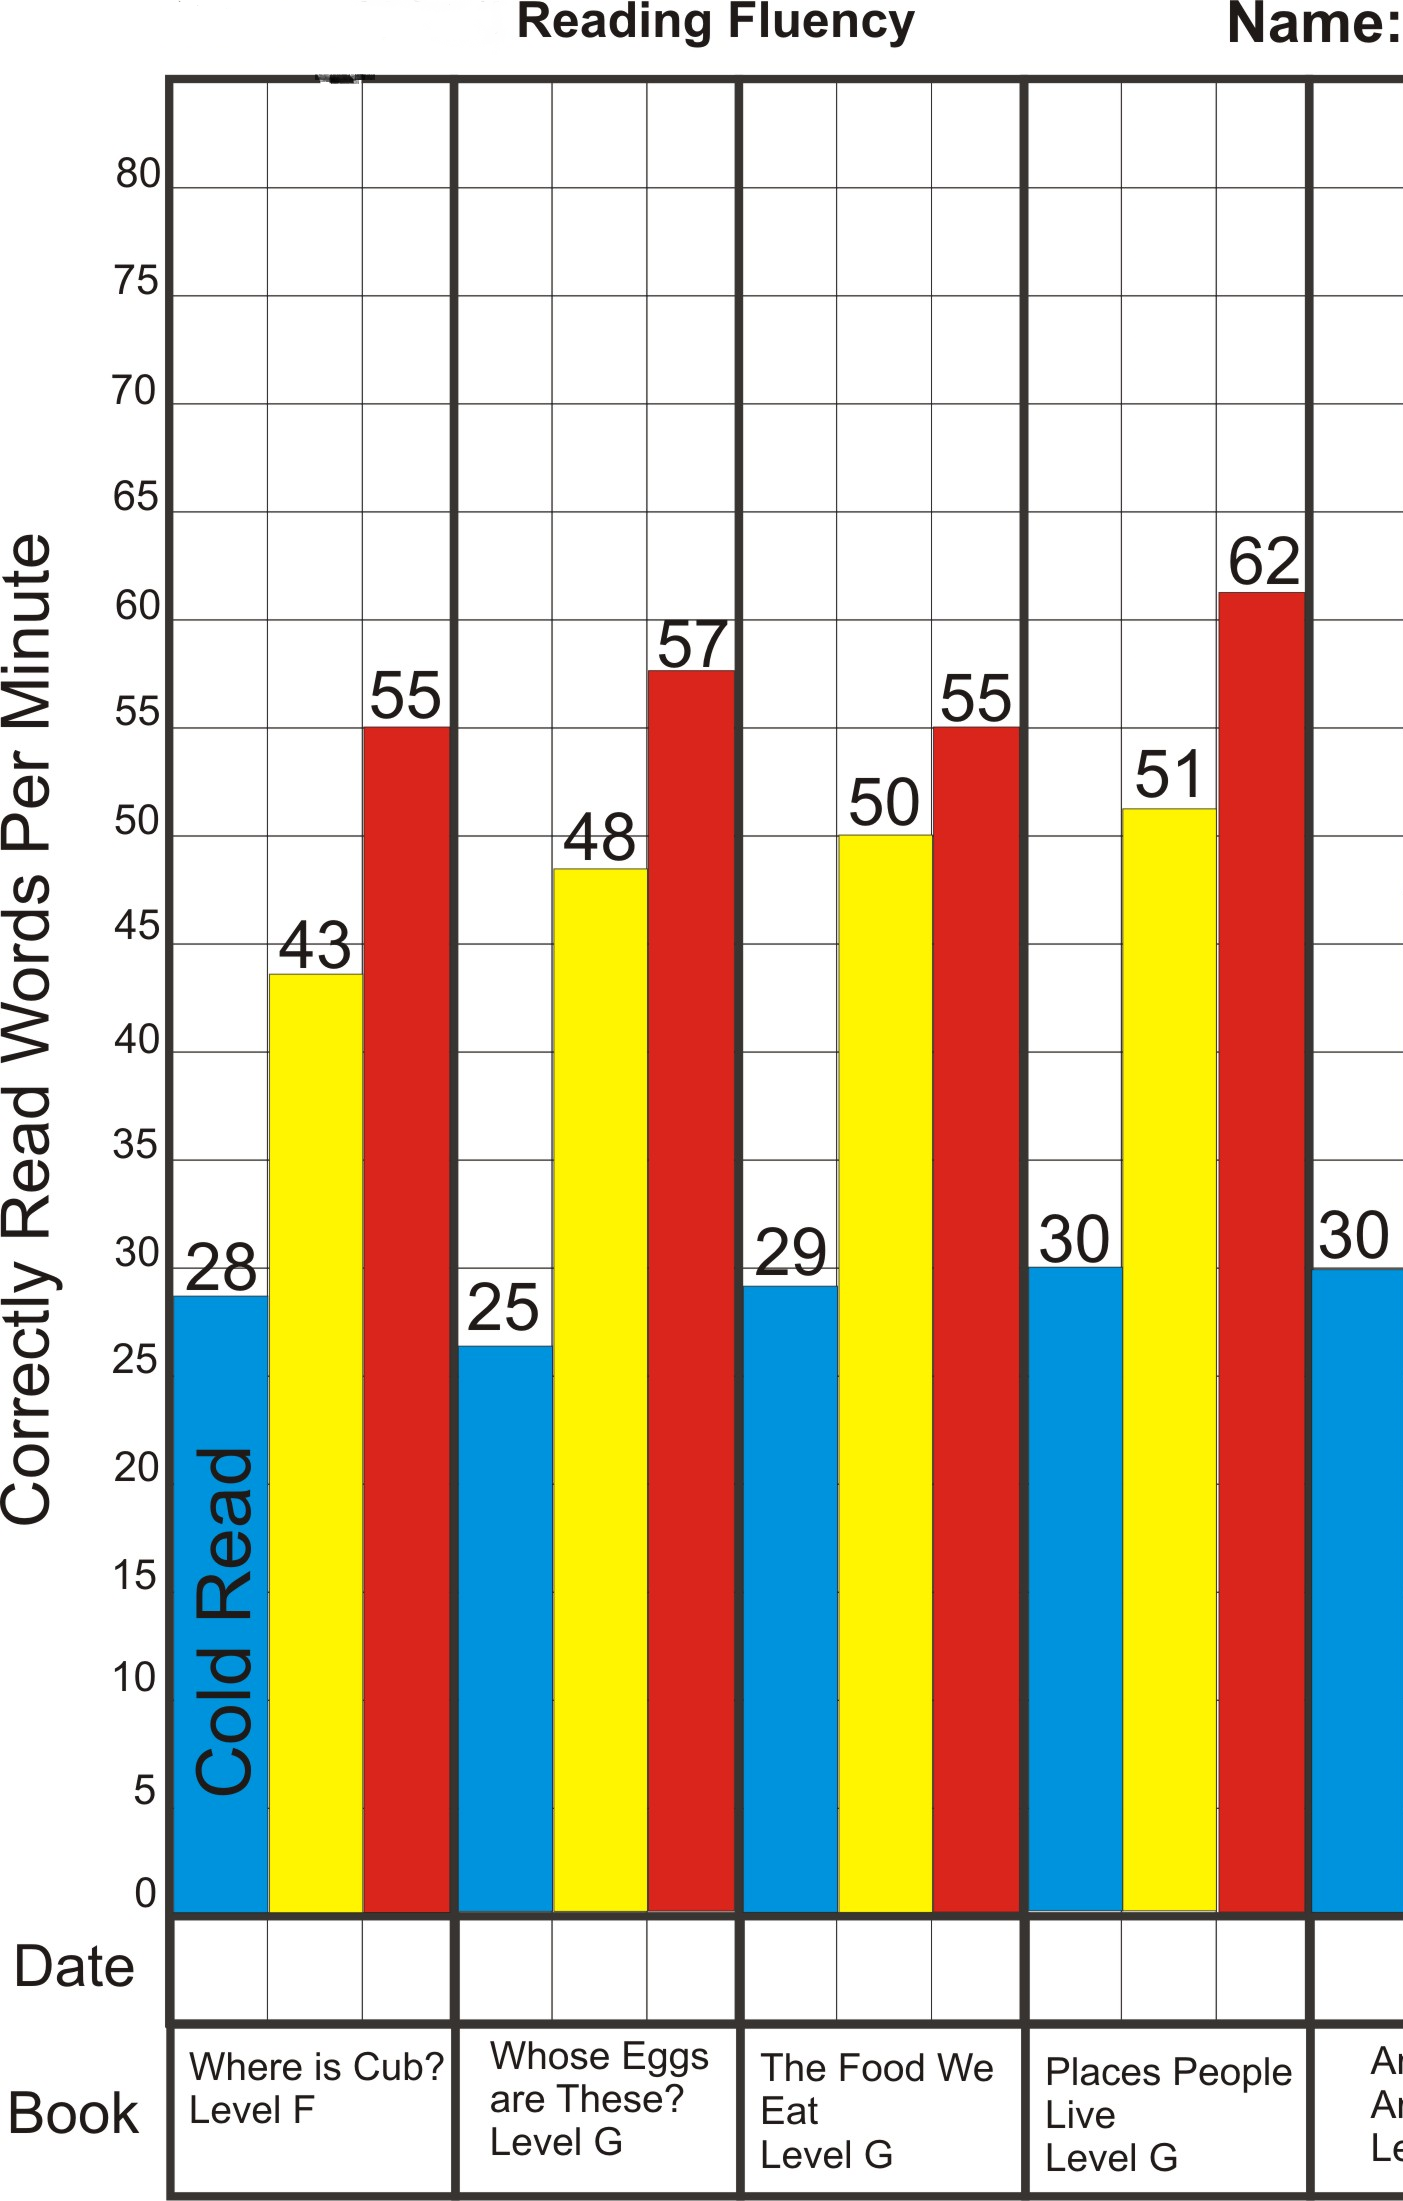 Reading Fluency
Name:
Correctly Read Words Per Minute
80
75
70
65
60
55
50
45
40
35
30
25
20
15
10
5
0
28
43
55
25
48
57
29
50
55
30
51
62
30
Cold Read
Date
Book
Where is Cub?
Level F
Whose Eggs
are These?
Level G
The Food We
Eat
Level G
Places People
Live
Level G